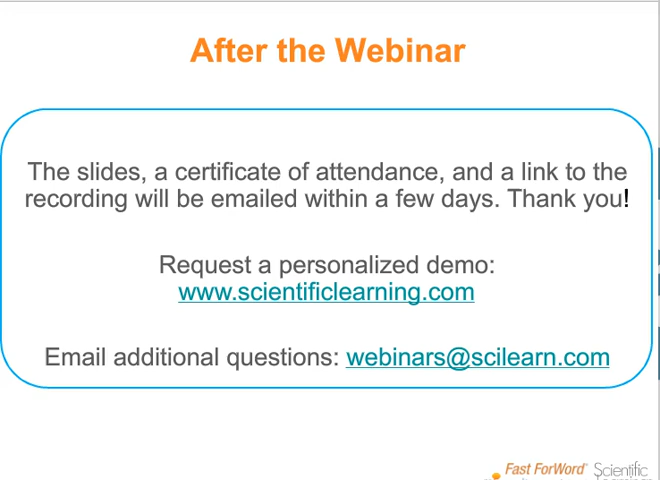 After the Webinar
The slides, a certificate of attendance, and a link to the
recording will be emailed within a few days. Thank you!
Request a personalized demo:
www.scientificlearning.com
Email additional questions: webinars@scilearn.com
Fast ForWord Scientific